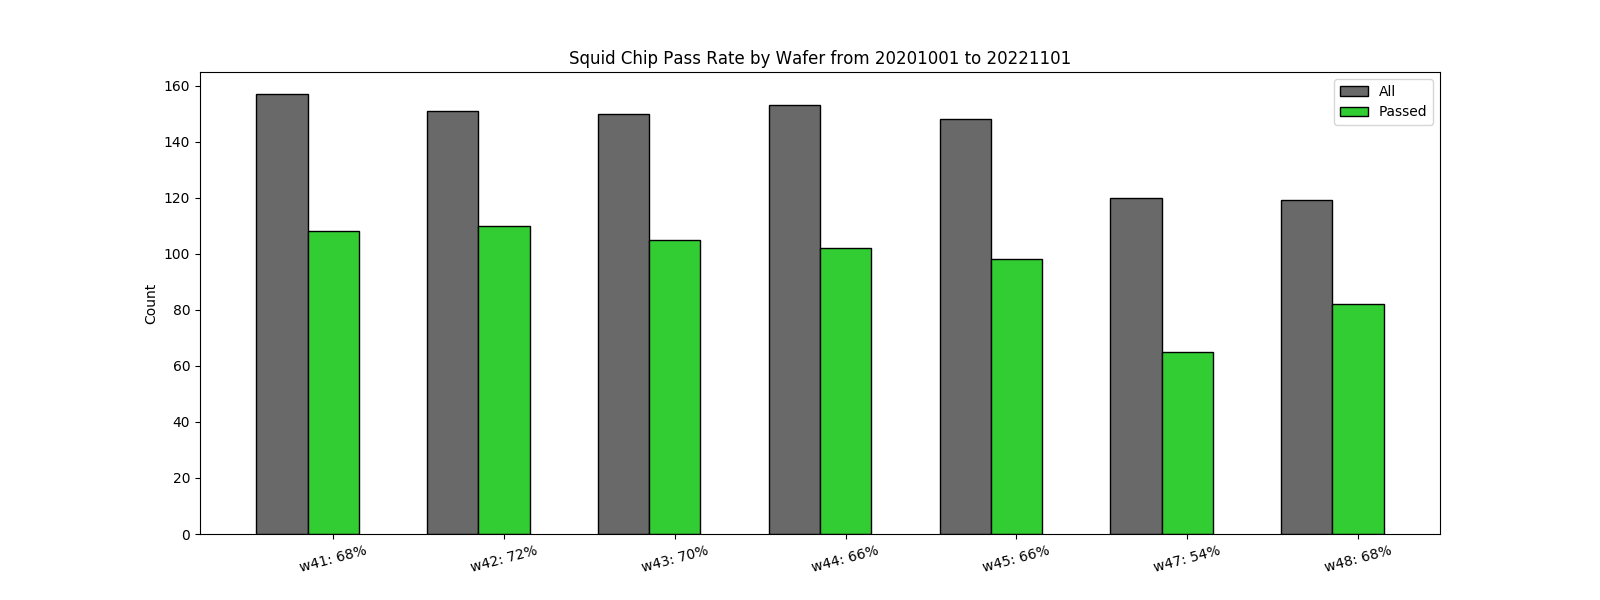 Squid Chip Pass Rate by Wafer from 20201001 to 20221101
All
Passed
Count
160
140
120
100
80
60
40
20
0
w41: 68%
w42: 72%
w43: 70%
w44: 66%
w45: 66%
w47: 54%
w48: 68%